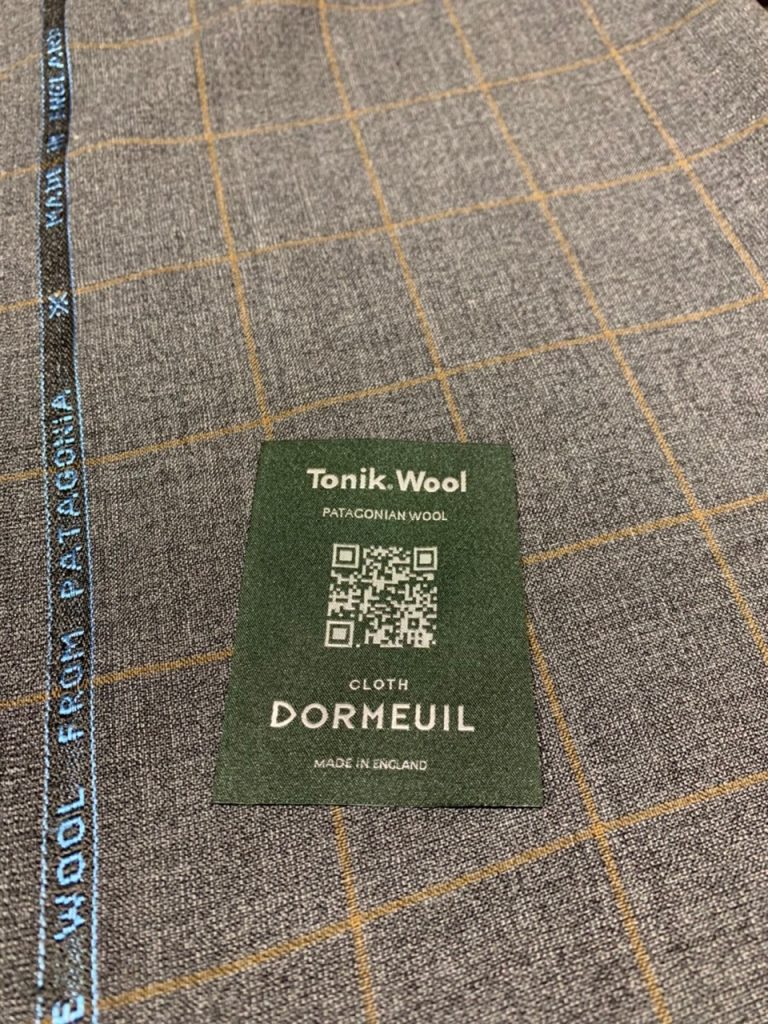 E WOOL FROM PATAGONIA ※ MADE IN ENGLAND
Tonik® Wool
PATAGONIAN WOOL
CLOTH
DORMEUIL
MADE IN ENGLAND